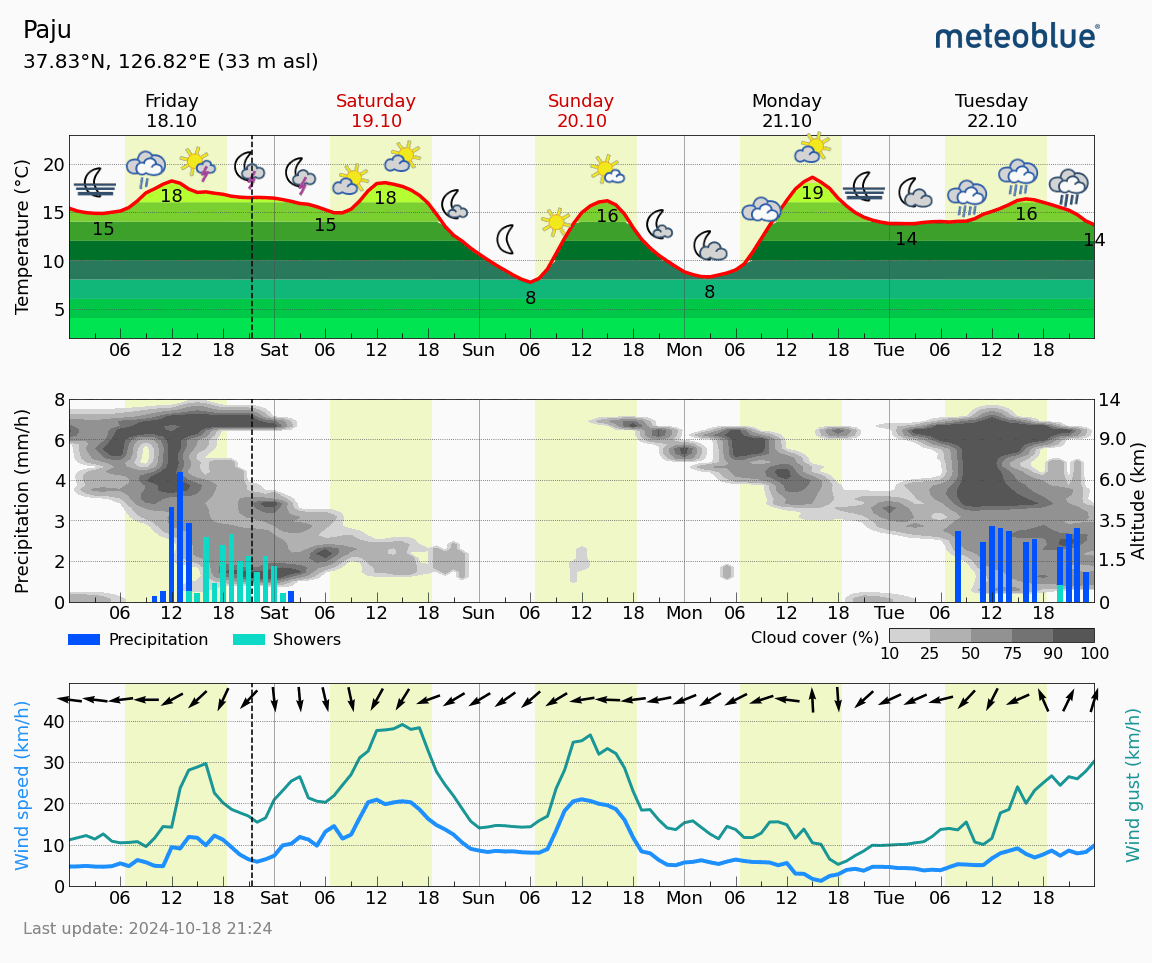 Paju
meteoblue®
37.83°N, 126.82°E (33 m asl)
Friday Saturday Sunday Monday Tuesday
18.10 19.10 20.10 21.10 22.10
Temperature (°C)
20
15
10
5
18 15 15 18 8 16 8 19 14 16 14
06 12 18 Sat 06 12 18 Sun 06 12 18 Mon 06 12 18 Tue 06 12 18
Precipitation (mm/h)
8
6
4
3
2
0
14
9.0
6.0
3.5
1.5
0
Altitude (km)
06 12 18 Sat 06 12 18 Sun 06 12 18 Mon 06 12 18 Tue 06 12 18
Precipitation Showers Cloud cover (%)
10 25 50 75 90 100
Wind speed (km/h)
40
30
20
10
0
Wind gust (km/h)
06 12 18 Sat 06 12 18 Sun 06 12 18 Mon 06 12 18 Tue 06 12 18
Last update: 2024-10-18 21:24